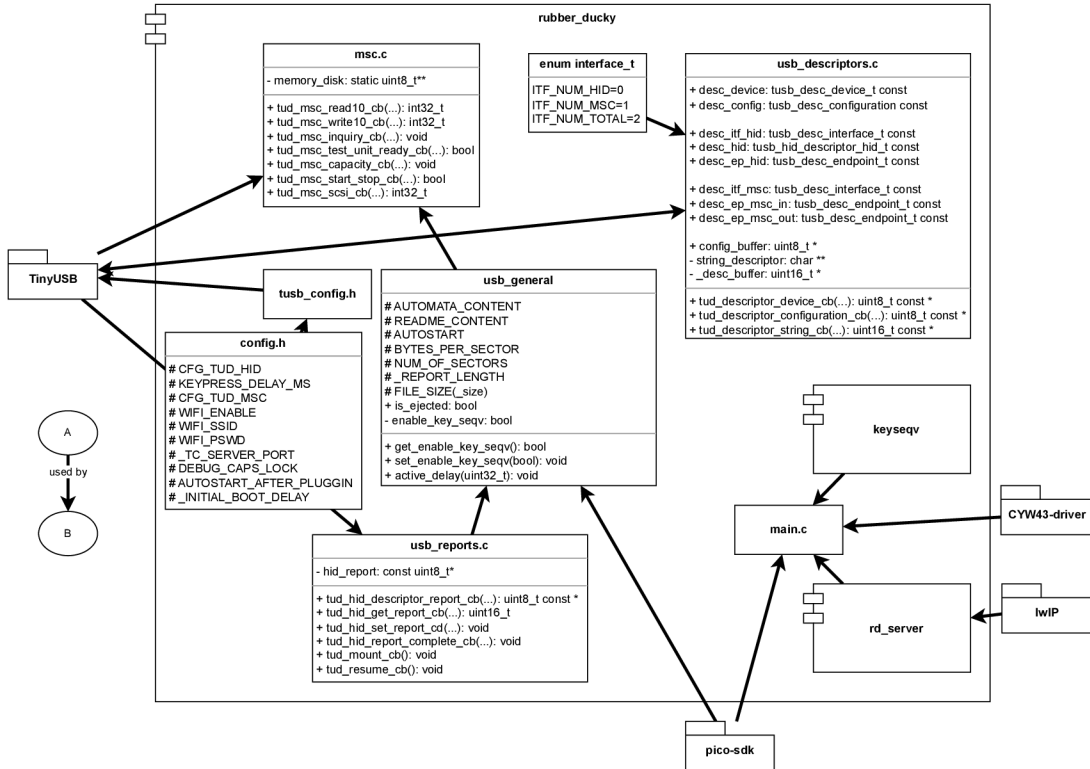 rubber_ducky
msc.c
- memory_disk: static uint8_t**
+ tud_msc_read10_cb(...): int32_t
+ tud_msc_write10_cb(...): int32_t
+ tud_msc_inquiry_cb(...): void
+ tud_msc_test_unit_ready_cb(...): bool
+ tud_msc_capacity_cb(...): void
+ tud_msc_start_stop_cb(...): bool
+ tud_msc_scsi_cb(...): int32_t
enum interface_t
ITF_NUM_HID=0
ITF_NUM_MSC=1
ITF_NUM_TOTAL=2
usb_descriptors.c
+ desc_device: tusb_desc_device_t const
+ desc_config: tusb_desc_configuration const
+ desc_itf_hid: tusb_desc_interface_t const
+ desc_hid: tusb_hid_descriptor_hid_t const
+ desc_ep_hid: tusb_desc_endpoint_t const
+ desc_itf_msc: tusb_desc_interface_t const
+ desc_ep_msc_in: tusb_desc_endpoint_t const
+ desc_ep_msc_out: tusb_desc_endpoint_t const
+ config_buffer: uint8_t *
- string_descriptor: char **
- _desc_buffer: uint16_t *
+ tud_descriptor_device_cb(...): uint8_t const *
+ tud_descriptor_configuration_cb(...): uint8_t const *
+ tud_descriptor_string_cb(...): uint16_t const *
TinyUSB
tusb_config.h
config.h
# CFG_TUD_HID
# KEYPRESS_DELAY_MS
# CFG_TUD_MSC
# WIFI_ENABLE
# WIFI_SSID
# WIFI_PSWD
# _TC_SERVER_PORT
# DEBUG_CAPS_LOCK
# AUTOSTART_AFTER_PLUGGIN
# _INITIAL_BOOT_DELAY
usb_general
# AUTOMATA_CONTENT
# README_CONTENT
# AUTOSTART
# BYTES_PER_SECTOR
# NUM_OF_SECTORS
# _REPORT_LENGTH
# FILE_SIZE(_size)
+ is_ejected: bool
- enable_key_seqv: bool
+ get_enable_key_seqv(): bool
+ set_enable_key_seqv(bool): void
+ active_delay(uint32_t): void
A
used by
B
keyseqv
main.c
CYW43-driver
rd_server
lwIP
usb_reports.c
- hid_report: const uint8_t*
+ tud_hid_descriptor_report_cb(...): uint8_t const *
+ tud_hid_get_report_cb(...): uint16_t
+ tud_hid_set_report_cd(...): void
+ tud_hid_report_complete_cb(...): void
+ tud_mount_cb(): void
+ tud_resume_cb(): void
pico-sdk